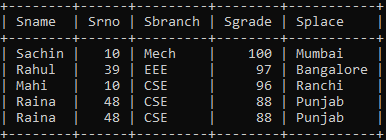 +--------+------+---------+--------+-----------+
| Sname | Srno | Sbranch | Sgrade | Splace |
+--------+------+---------+--------+-----------+
| Sachin | 10 | Mech | 100 | Mumbai |
| Rahul | 39 | EEE | 97 | Bangalore |
| Mahi | 10 | CSE | 96 | Ranchi |
| Raina | 48 | CSE | 88 | Punjab |
| Raina | 48 | CSE | 88 | Punjab |
+--------+------+---------+--------+-----------+